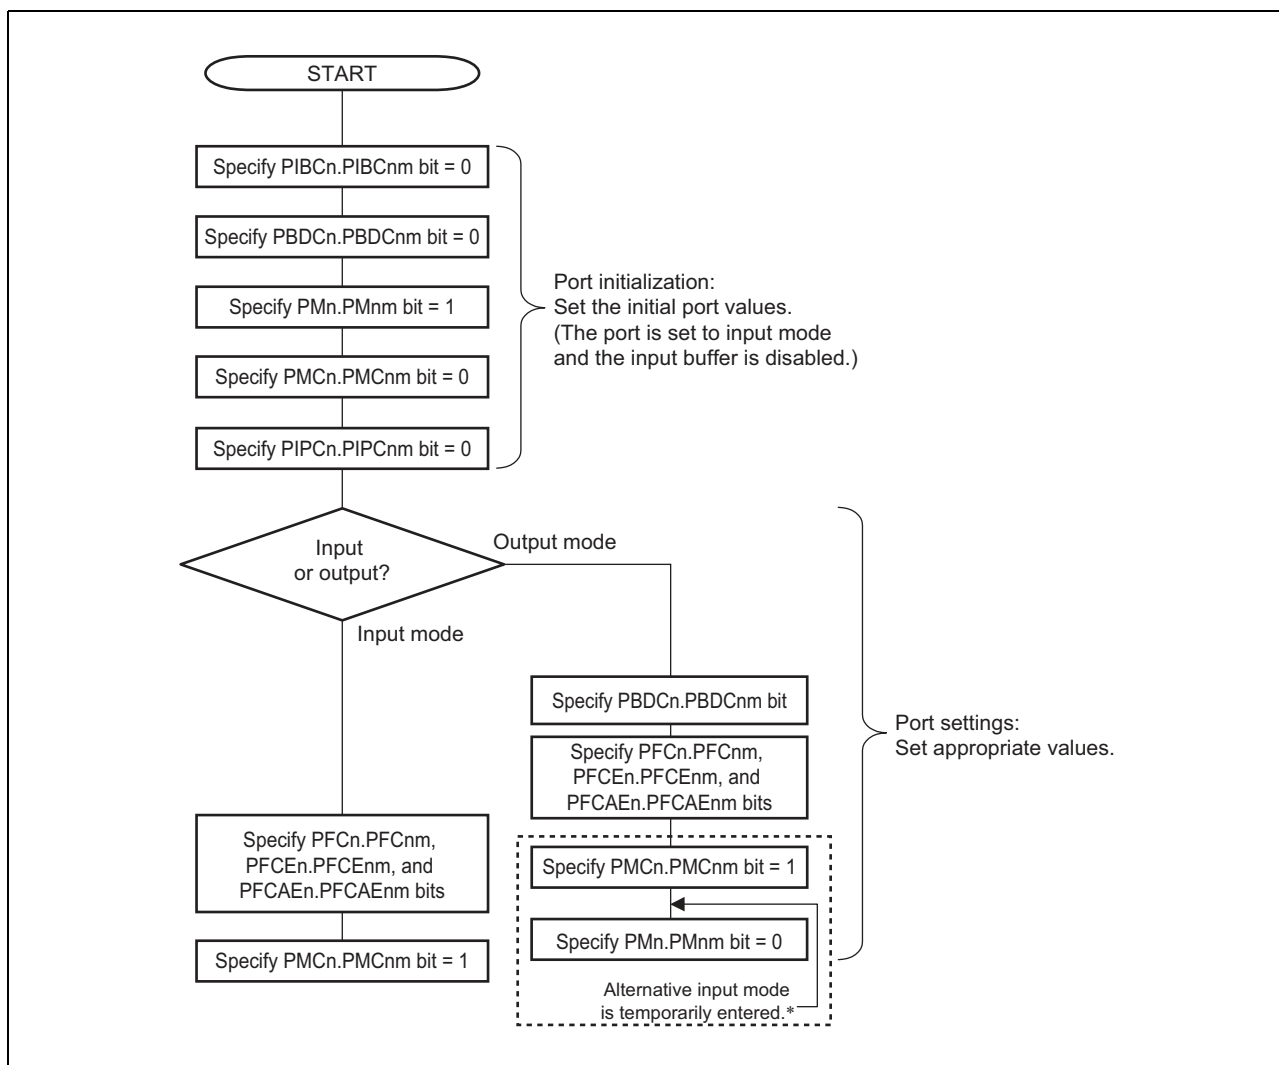 START
Specify PIBCn.PIBCnm bit = 0
Specify PBDCn.PBDCnm bit = 0
Specify PMn.PMnm bit = 1
Specify PMCn.PMCnm bit = 0
Specify PIPCn.PIPCnm bit = 0
Port initialization:
Set the initial port values.
(The port is set to input mode
and the input buffer is disabled.)
Input
or output?
Output mode
Input mode
Specify PBDCn.PBDCnm bit
Specify PFCn.PFCnm,
PFCEn.PFCEnm, and
PFCAEn.PFCAEnm bits
Specify PMCn.PMCnm bit = 1
Specify PMn.PMnm bit = 0
Alternative input mode
is temporarily entered.*
Specify PFCn.PFCnm,
PFCEn.PFCEnm, and
PFCAEn.PFCAEnm bits
Specify PMCn.PMCnm bit = 1
Port settings:
Set appropriate values.